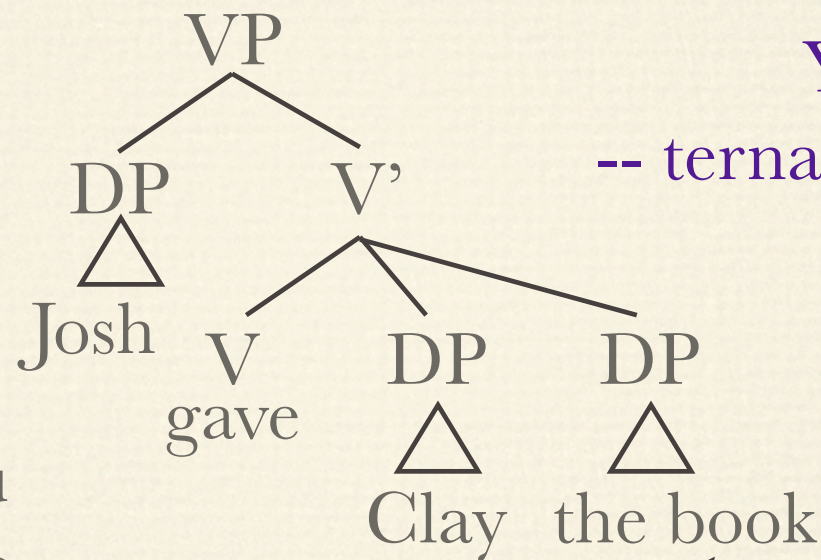 VP
DP V’
-- terna
Josh V DP DP
gave
Clay the book